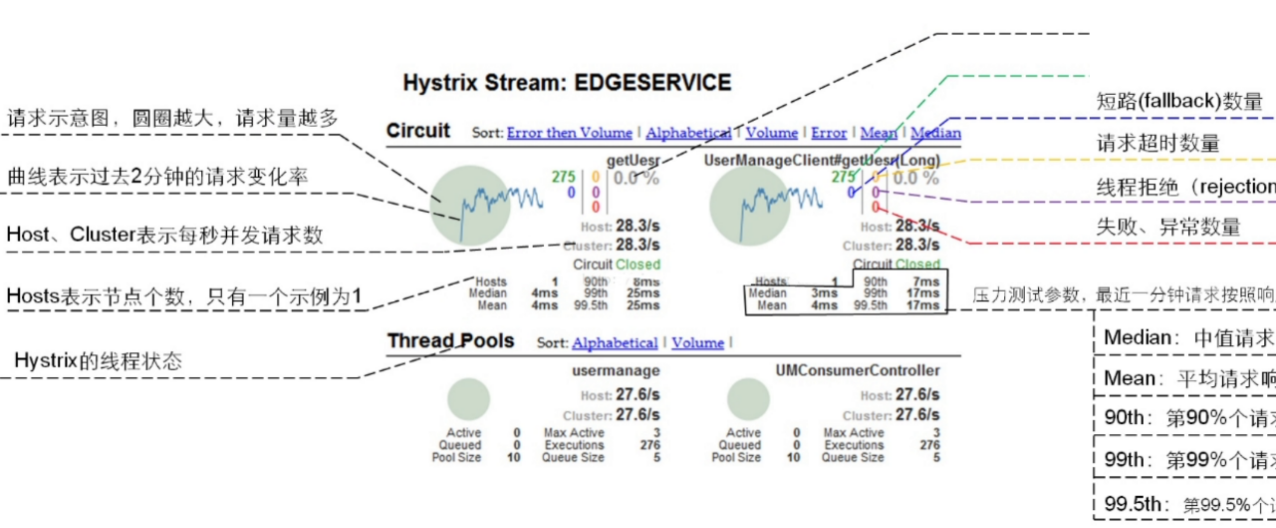 Hystrix Stream: EDGESERVICE
请求示意图，圆圈越大，请求量越多
曲线表示过去2分钟的请求变化率
Host、Cluster表示每秒并发请求数
Hosts表示节点个数，只有一个示例为1
Hystrix的线程状态
Circuit Sort: Error then Volume | Alphabetical | Volume | Error | Mean | Median
getUesr
275 0 0.0 %
0 0
0
Host: 28.3/s
Cluster: 28.3/s
Circuit Closed
Hosts 1 90th 8ms
Median 4ms 99th 25ms
Mean 4ms 99.5th 25ms
UserManageClient#getUesr(Long)
275 0 0.0 %
0 0
0
Host: 28.3/s
Cluster: 28.3/s
Circuit Closed
Hosts 1 90th 7ms
Median 3ms 99th 17ms
Mean 4ms 99.5th 17ms
Thread Pools Sort: Alphabetical | Volume |
usermanage
Host: 27.6/s
Cluster: 27.6/s
Active 0 Max Active 3
Queued 0 Executions 276
Pool Size 10 Queue Size 5
UMConsumerController
Host: 27.6/s
Cluster: 27.6/s
Active 0 Max Active 3
Queued 0 Executions 276
Pool Size 10 Queue Size 5
短路(fallback)数量
请求超时数量
线程拒绝（rejection
失败、异常数量
压力测试参数，最近一分钟请求按照响
Median：中值请求
Mean：平均请求响
90th：第90%个请求
99th：第99%个请求
99.5th：第99.5%个